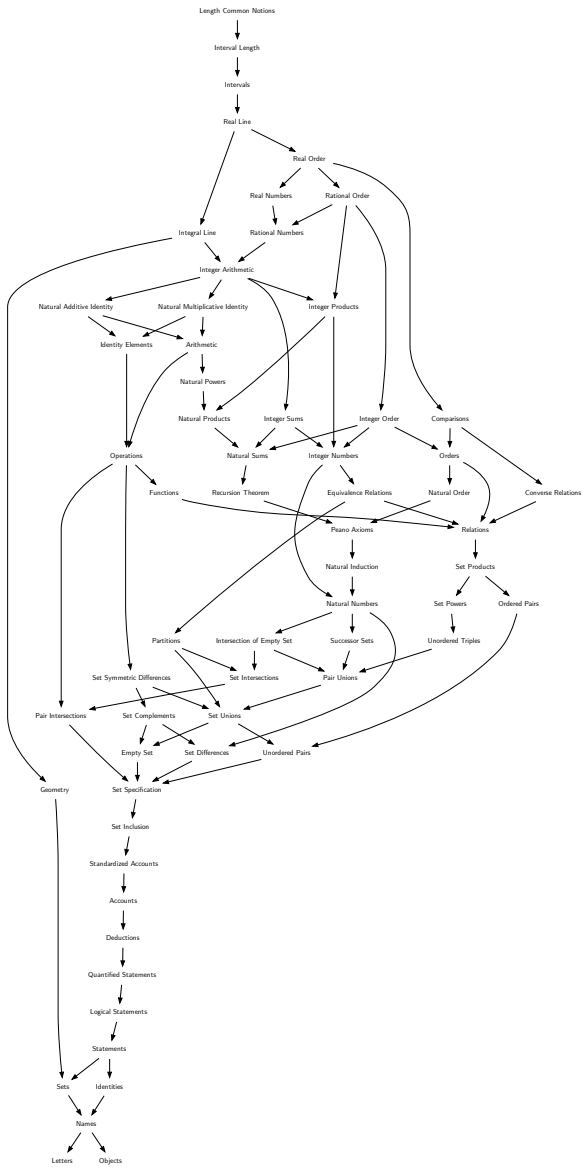 Length Common Notions
Interval Length
Intervals
Real Line
Real Order
Real Numbers
Rational Order
Integral Line
Rational Numbers
Integer Arithmetic
Natural Additive Identity
Natural Multiplicative Identity
Integer Products
Identity Elements
Arithmetic
Natural Powers
Natural Products
Integer Sums
Integer Order
Comparisons
Operations
Natural Sums
Integer Numbers
Orders
Functions
Recursion Theorem
Equivalence Relations
Natural Order
Converse Relations
Peano Axioms
Relations
Natural Induction
Set Products
Natural Numbers
Set Powers
Ordered Pairs
Partitions
Intersection of Empty Set
Successor Sets
Unordered Triples
Set Symmetric Differences
Set Intersections
Pair Unions
Pair Intersections
Set Complements
Set Unions
Empty Set
Set Differences
Unordered Pairs
Geometry
Set Specification
Set Inclusion
Standardized Accounts
Accounts
Deductions
Quantified Statements
Logical Statements
Statements
Sets
Identities
Names
Letters
Objects